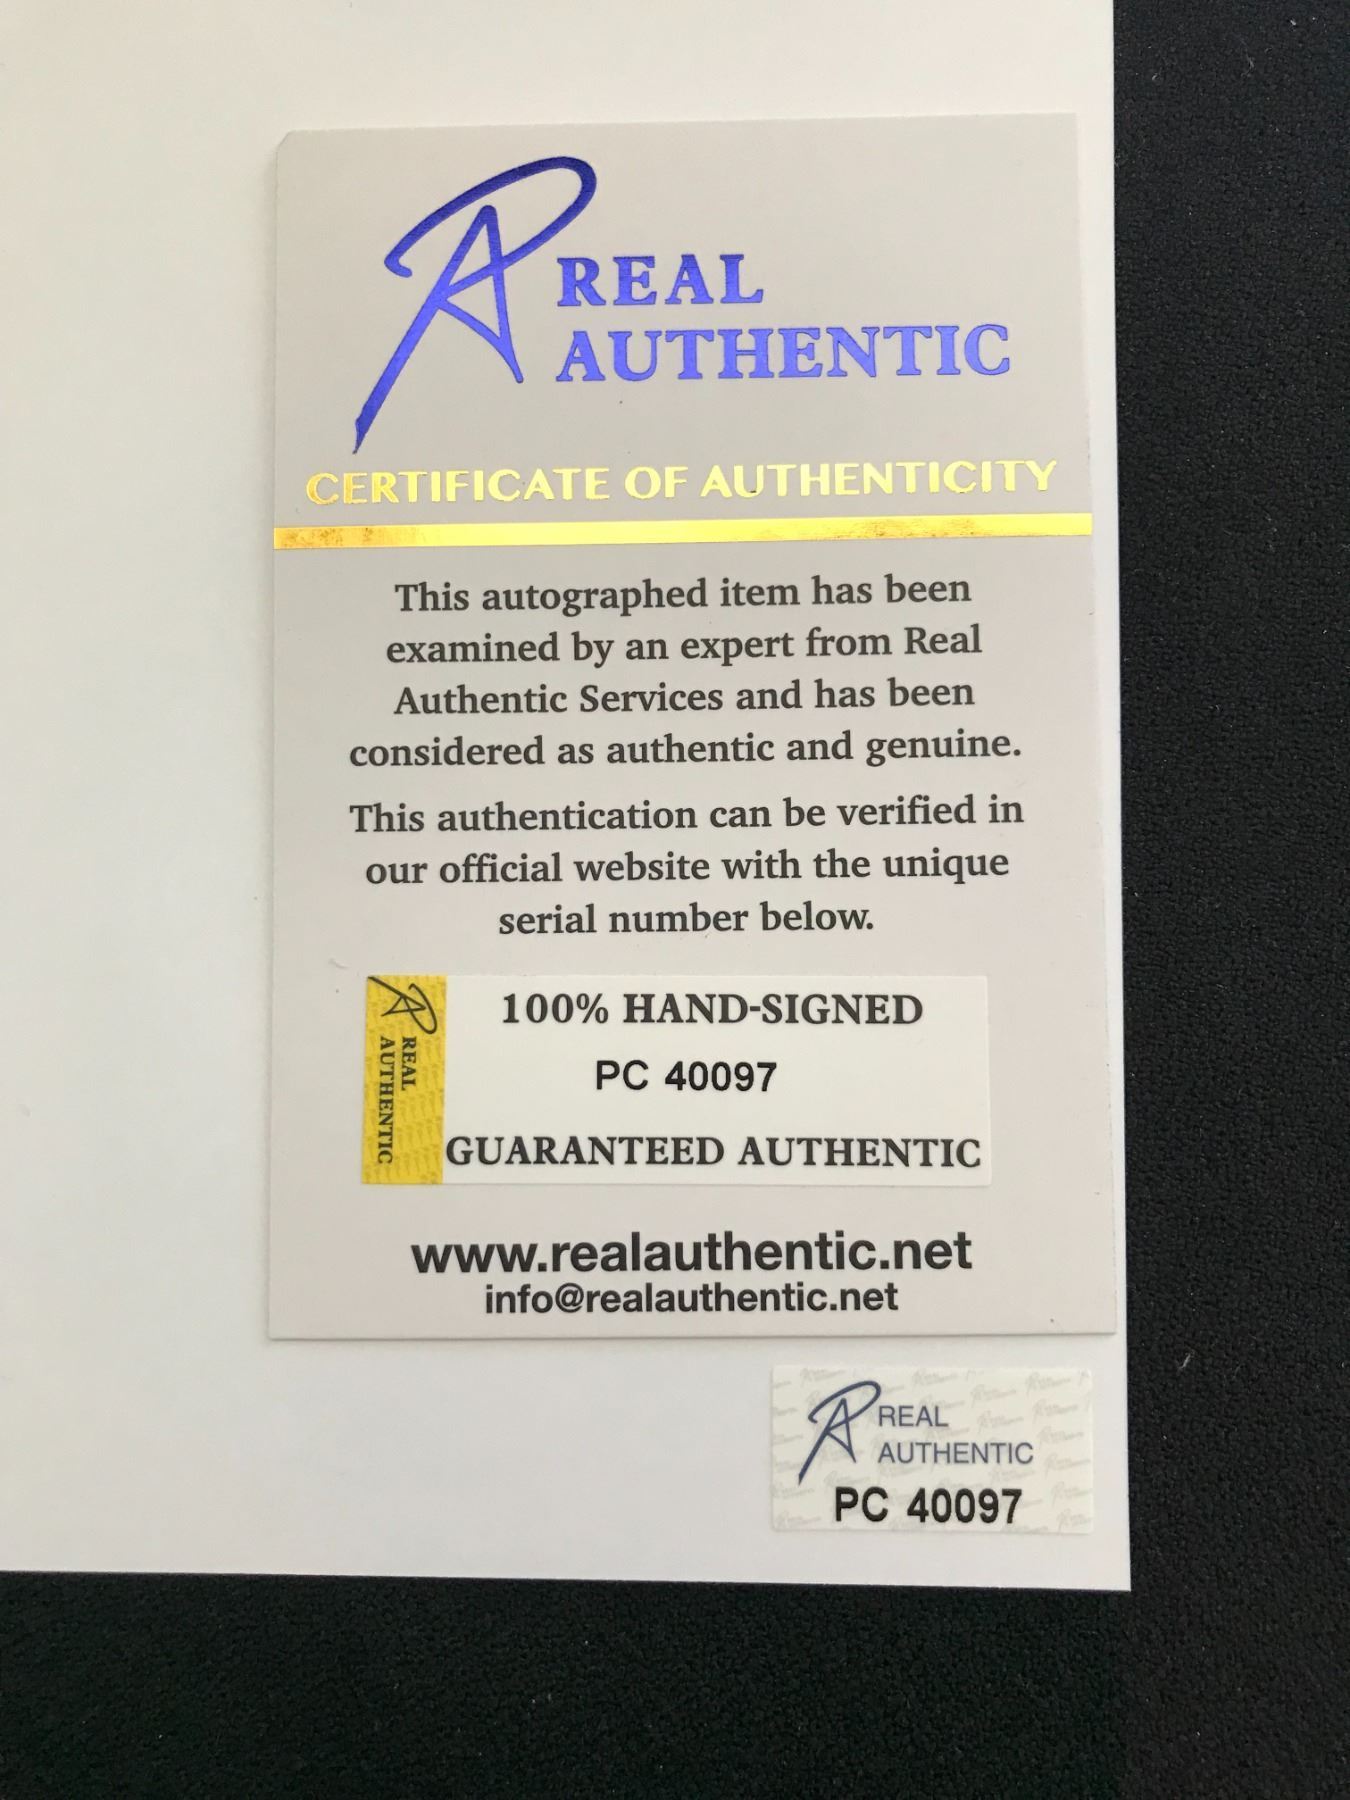 REAL
AUTHENTIC
CERTIFICATE OF AUTHENTICITY
This autographed item has been
examined by an expert from Real
Authentic Services and has been
considered as authentic and genuine.
This authentication can be verified in
our official website with the unique
serial number below.
REAL
AUTHENTIC
100% HAND-SIGNED
PC 40097
GUARANTEED AUTHENTIC
www.realauthentic.net
info@realauthentic.net
REAL
AUTHENTIC
PC 40097